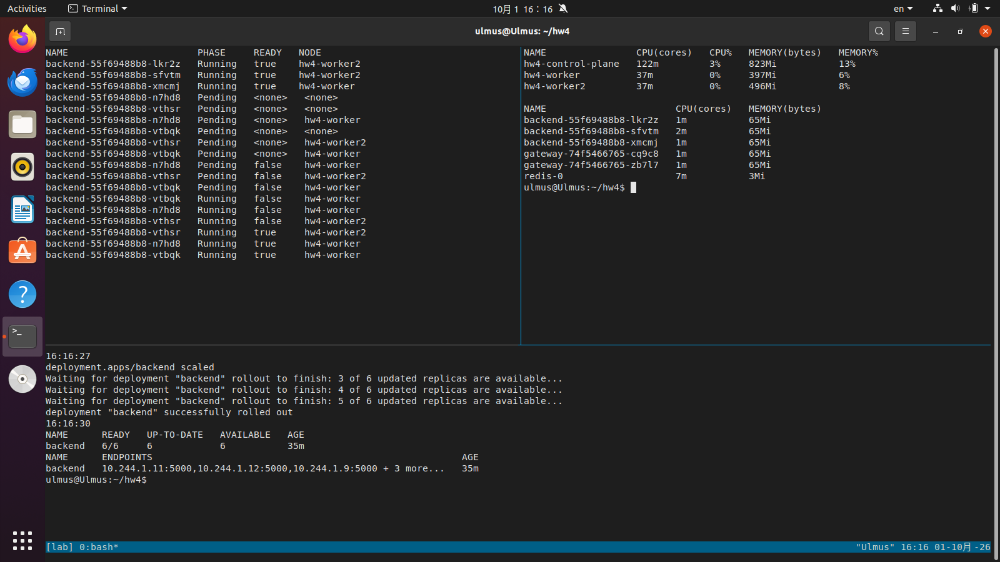 Activities
Terminal
10月 1 16：16
en
ulmus@Ulmus: ~/hw4
NAME                       PHASE     READY   NODE
backend-55f69488b8-lkr2z   Running   true    hw4-worker2
backend-55f69488b8-sfvtm   Running   true    hw4-worker2
backend-55f69488b8-xmcmj   Running   true    hw4-worker
backend-55f69488b8-n7hd8   Pending   <none>   <none>
backend-55f69488b8-vthsr   Pending   <none>   <none>
backend-55f69488b8-n7hd8   Pending   <none>   hw4-worker
backend-55f69488b8-vtbqk   Pending   <none>   <none>
backend-55f69488b8-vthsr   Pending   <none>   hw4-worker2
backend-55f69488b8-vtbqk   Pending   <none>   hw4-worker
backend-55f69488b8-n7hd8   Pending   false    hw4-worker
backend-55f69488b8-vthsr   Pending   false    hw4-worker2
backend-55f69488b8-vtbqk   Pending   false    hw4-worker
backend-55f69488b8-vtbqk   Running   false    hw4-worker
backend-55f69488b8-n7hd8   Running   false    hw4-worker
backend-55f69488b8-vthsr   Running   false    hw4-worker2
backend-55f69488b8-vthsr   Running   true     hw4-worker2
backend-55f69488b8-n7hd8   Running   true     hw4-worker
backend-55f69488b8-vtbqk   Running   true     hw4-worker
NAME                CPU(cores)   CPU%   MEMORY(bytes)   MEMORY%
hw4-control-plane   122m         3%     823Mi           13%
hw4-worker          37m          0%     397Mi           6%
hw4-worker2         37m          0%     496Mi           8%
NAME                       CPU(cores)   MEMORY(bytes)
backend-55f69488b8-lkr2z   1m           65Mi
backend-55f69488b8-sfvtm   2m           65Mi
backend-55f69488b8-xmcmj   1m           65Mi
gateway-74f5466765-cq9c8   1m           65Mi
gateway-74f5466765-zb7l7   1m           65Mi
redis-0                    7m           3Mi
ulmus@Ulmus:~/hw4$
16:16:27
deployment.apps/backend scaled
Waiting for deployment "backend" rollout to finish: 3 of 6 updated replicas are available...
Waiting for deployment "backend" rollout to finish: 4 of 6 updated replicas are available...
Waiting for deployment "backend" rollout to finish: 5 of 6 updated replicas are available...
deployment "backend" successfully rolled out
16:16:30
NAME      READY   UP-TO-DATE   AVAILABLE   AGE
backend   6/6     6            6           35m
NAME      ENDPOINTS                                                       AGE
backend   10.244.1.11:5000,10.244.1.12:5000,10.244.1.9:5000 + 3 more...   35m
ulmus@Ulmus:~/hw4$
[lab] 0:bash*
"Ulmus" 16:16 01-10月-26